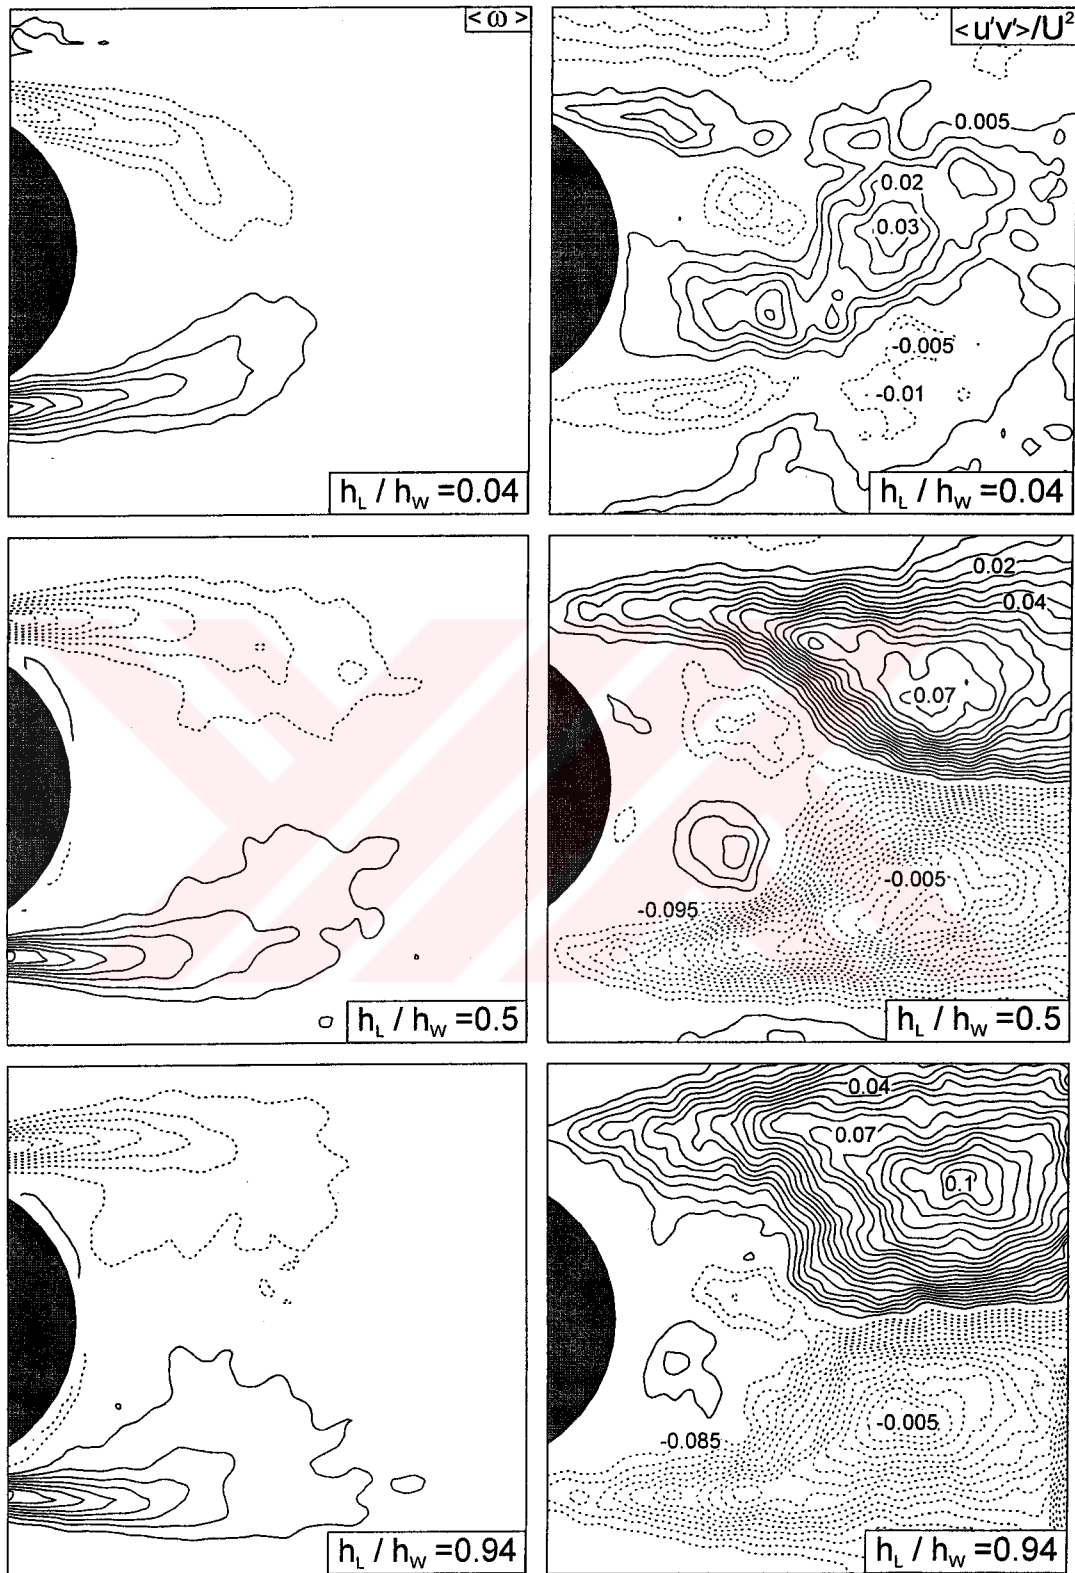 < ω >
<u'v'>/U²
0.005
0.02
0.03
-0.005
-0.01
h_L / h_W =0.04
h_L / h_W =0.04
0.02
0.04
0.07
-0.005
-0.095
h_L / h_W =0.5
h_L / h_W =0.5
0.04
0.07
0.1
-0.005
-0.085
h_L / h_W =0.94
h_L / h_W =0.94